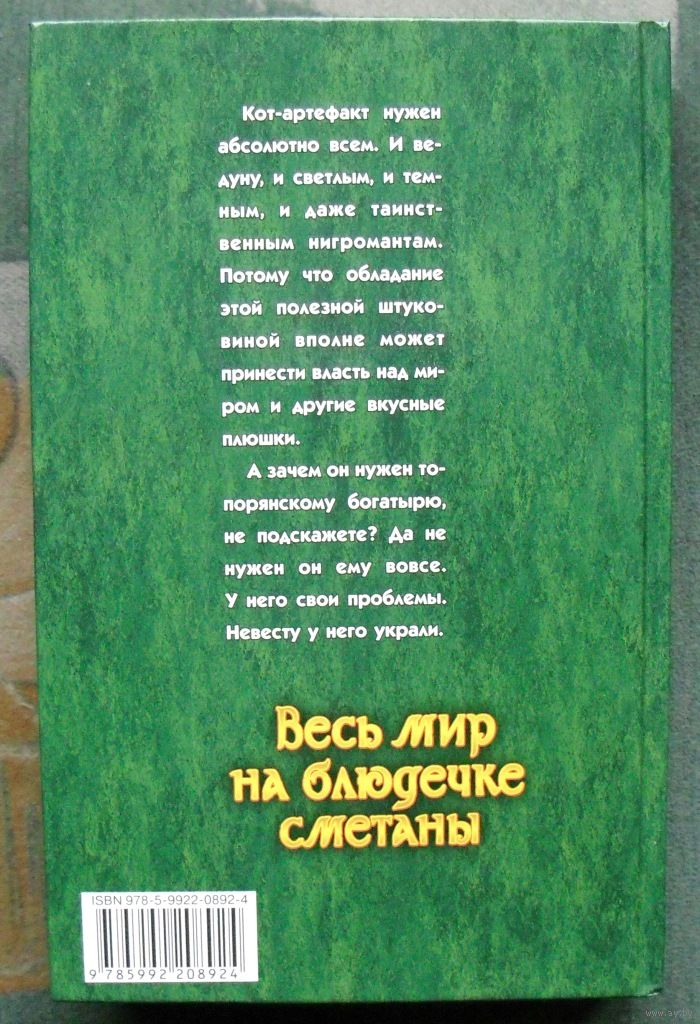 Кот-артефакт нужен
абсолютно всем. И ве-
дуну, и светлым, и тем-
ным, и даже таинст-
венным нигромантам.
Потому что обладание
этой полезной штуко-
виной вполне может
принести власть над ми-
ром и другие вкусные
плюшки.
А зачем он нужен то-
порянскому богатырю,
не подскажете? Да не
нужен он ему вовсе.
У него свои проблемы.
Невесту у него украли.
Весь мир
на блюдечке
сметаны
ISBN 978-5-9922-0892-4
9 785992 208924
www.ay.by